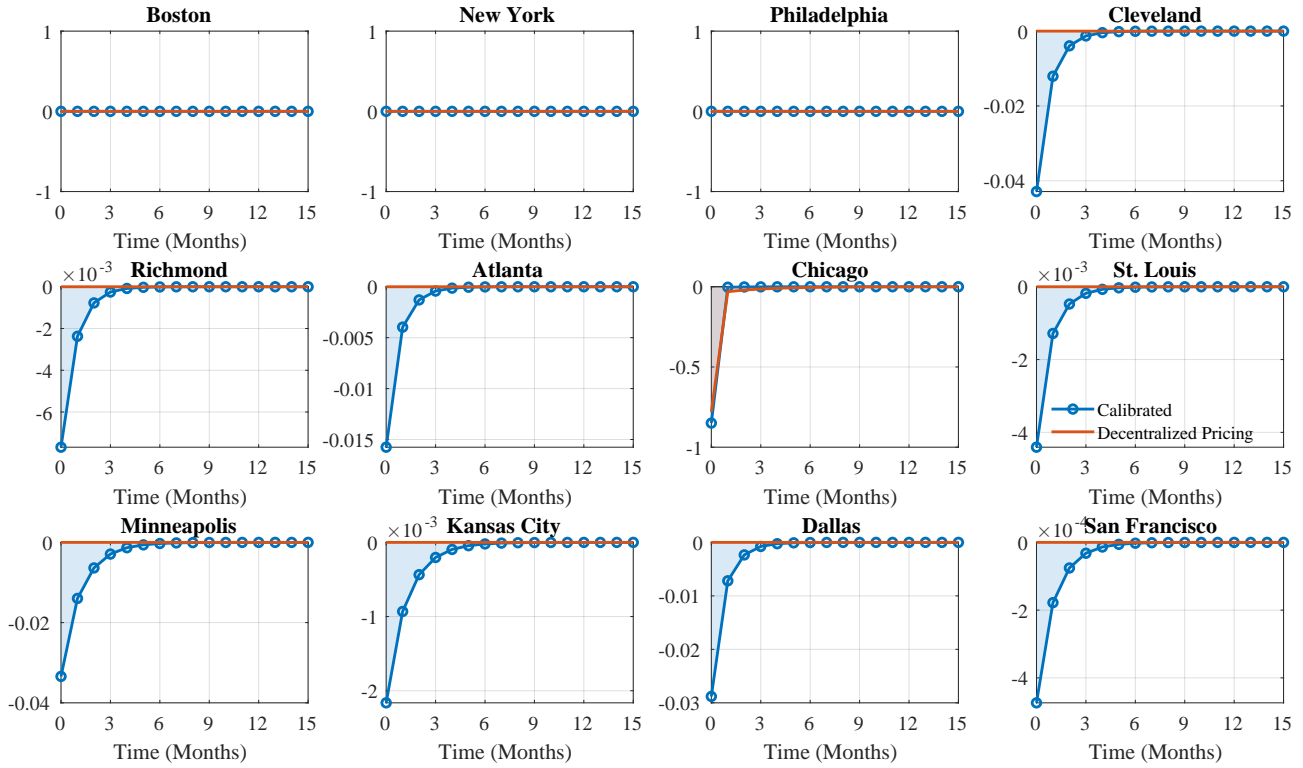 Boston
1
0
-1
0 3 6 9 12 15
Time (Months)
New York
1
0
-1
0 3 6 9 12 15
Time (Months)
Philadelphia
1
0
-1
0 3 6 9 12 15
Time (Months)
Cleveland
0
-0.02
-0.04
0 3 6 9 12 15
Time (Months)
×10⁻³ Richmond
0
-2
-4
-6
0 3 6 9 12 15
Time (Months)
Atlanta
0
-0.005
-0.01
-0.015
0 3 6 9 12 15
Time (Months)
Chicago
0
-0.5
-1
0 3 6 9 12 15
Time (Months)
×10⁻³ St. Louis
0
-2
-4
Calibrated
Decentralized Pricing
0 3 6 9 12 15
Time (Months)
Minneapolis
0
-0.02
-0.04
0 3 6 9 12 15
Time (Months)
×10⁻³ Kansas City
0
-1
-2
0 3 6 9 12 15
Time (Months)
Dallas
0
-0.01
-0.02
-0.03
0 3 6 9 12 15
Time (Months)
×10⁻⁴ San Francisco
0
-2
-4
0 3 6 9 12 15
Time (Months)